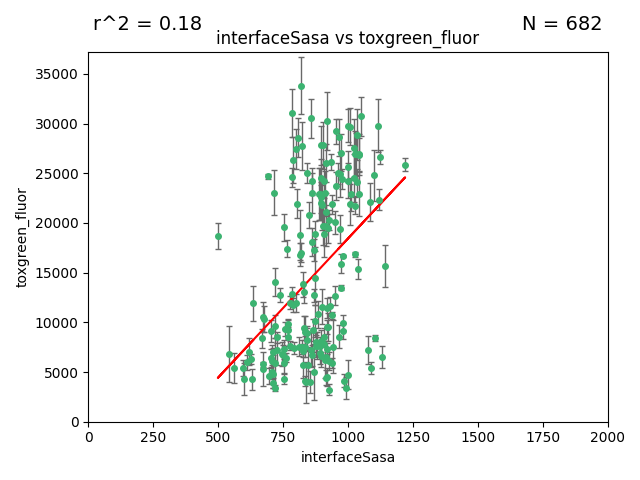 r^2 = 0.18
N = 682
interfaceSasa vs toxgreen_fluor
35000
30000
25000
20000
15000
10000
5000
0
toxgreen_fluor
0 250 500 750 1000 1250 1500 1750 2000
interfaceSasa